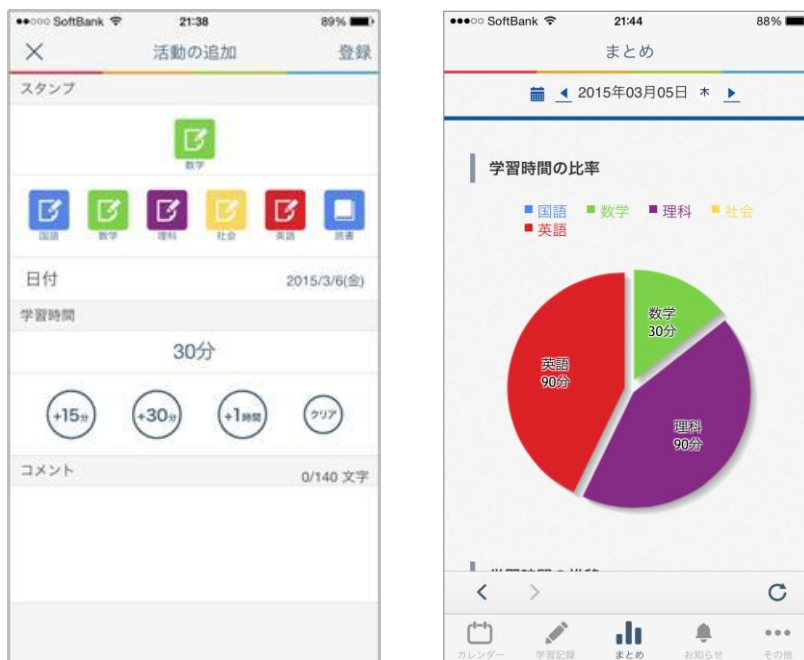 SoftBank 21:38 89%
活動の追加 登録
スタンプ
数学
国語 数学 理科 社会 英語 読書
日付 2015/3/6(金)
学習時間
30分
+15分 +30分 +1時間 クリア
コメント 0/140 文字
SoftBank 21:44 88%
まとめ
2015年03月05日 木
学習時間の比率
国語 数学 理科 社会
英語
数学
30分
英語
90分
理科
90分
カレンダー 学習記録 まとめ お知らせ その他